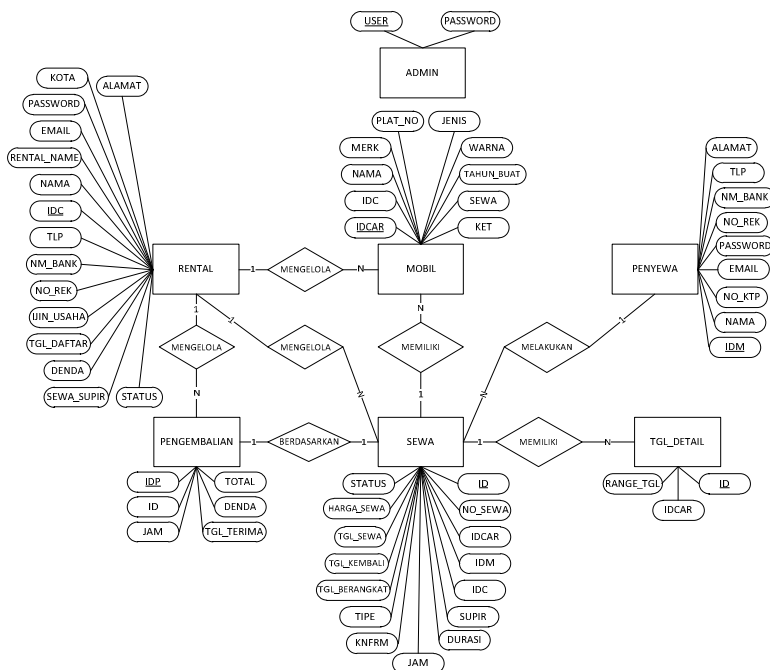 USER
PASSWORD
ADMIN
KOTA
ALAMAT
PASSWORD
EMAIL
RENTAL_NAME
NAMA
IDC
TLP
NM_BANK
NO_REK
IJIN_USAHA
TGL_DAFTAR
DENDA
SEWA_SUPIR
STATUS
RENTAL
1
MENGELOLA
N
PLAT_NO
JENIS
MERK
WARNA
NAMA
TAHUN_BUAT
IDC
SEWA
IDCAR
KET
MOBIL
ALAMAT
TLP
NM_BANK
NO_REK
PASSWORD
EMAIL
NO_KTP
NAMA
IDM
PENYEWA
1
MENGELOLA
N
1
MENGELOLA
N
N
MEMILIKI
1
1
MELAKUKAN
N
PENGEMBALIAN
1
BERDASARKAN
1
SEWA
1
MEMILIKI
N
TGL_DETAIL
IDP
TOTAL
ID
DENDA
JAM
TGL_TERIMA
STATUS
ID
HARGA_SEWA
NO_SEWA
TGL_SEWA
IDCAR
TGL_KEMBALI
IDM
TGL_BERANGKAT
IDC
TIPE
SUPIR
KNFRM
DURASI
JAM
RANGE_TGL
ID
IDCAR